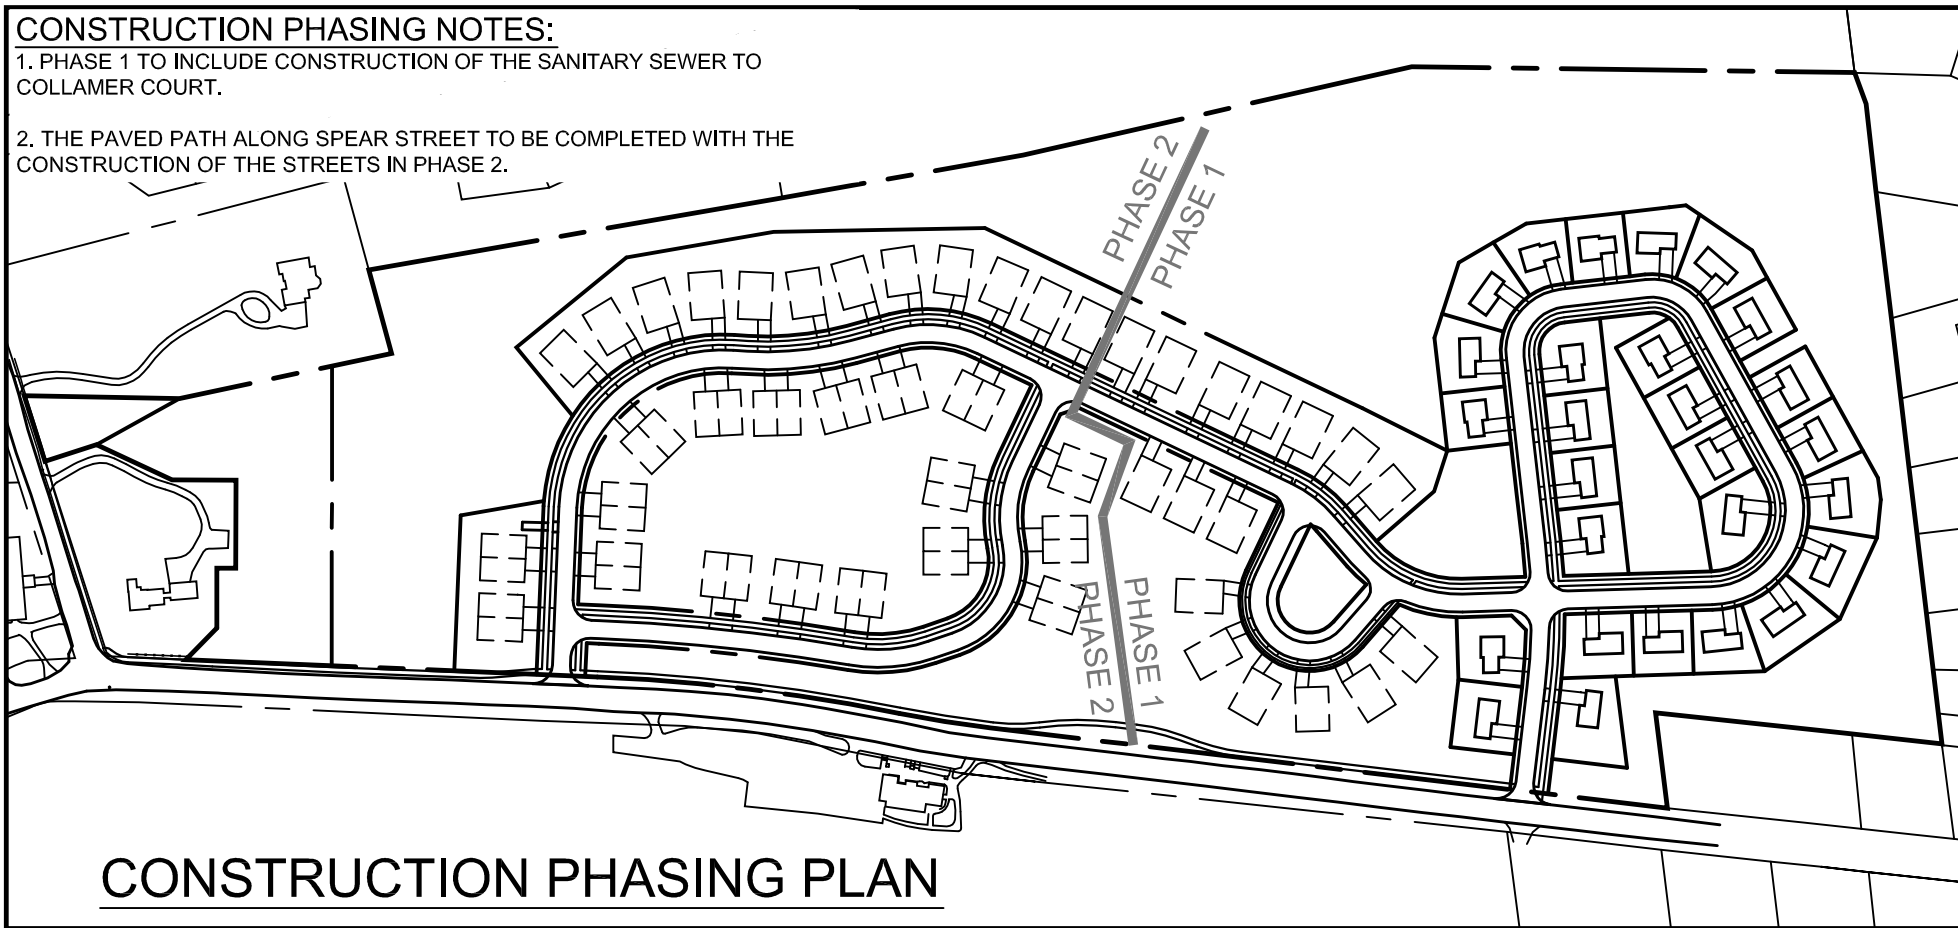 CONSTRUCTION PHASING NOTES:
1. PHASE 1 TO INCLUDE CONSTRUCTION OF THE SANITARY SEWER TO
COLLAMER COURT.
2. THE PAVED PATH ALONG SPEAR STREET TO BE COMPLETED WITH THE
CONSTRUCTION OF THE STREETS IN PHASE 2.
PHASE 2
PHASE 1
PHASE 2
PHASE 1
CONSTRUCTION PHASING PLAN